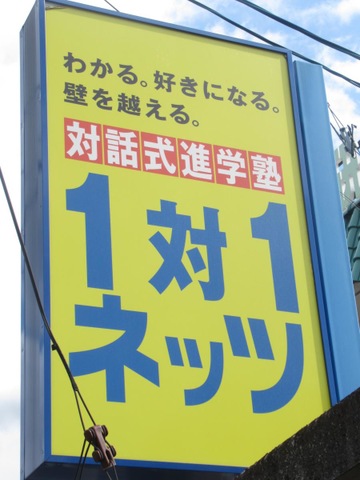 わかる。好きになる。
壁を越える。
対話式進学塾
1対1
ネッツ